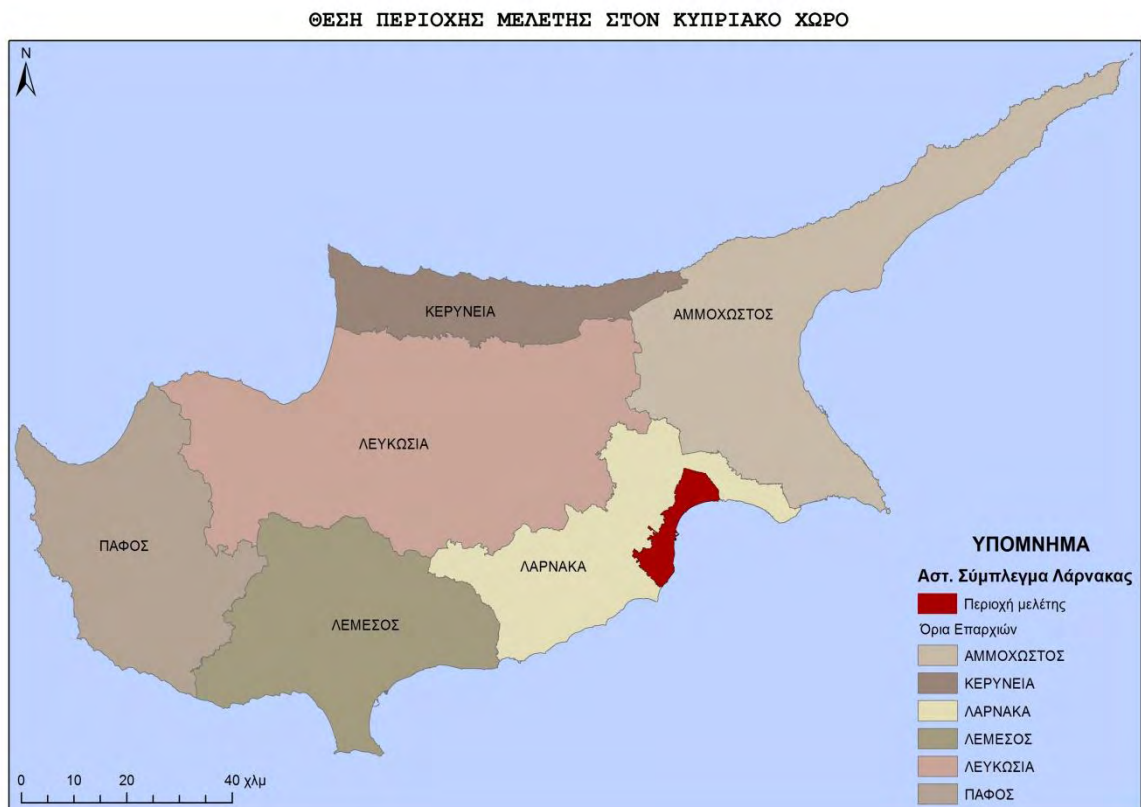 ΘΕΣΗ ΠΕΡΙΟΧΗΣ ΜΕΛΕΤΗΣ ΣΤΟΝ ΚΥΠΡΙΑΚΟ ΧΩΡΟ
N
ΚΕΡΥΝΕΙΑ
ΑΜΜΟΧΩΣΤΟΣ
ΛΕΥΚΩΣΙΑ
ΠΑΦΟΣ
ΛΑΡΝΑΚΑ
ΛΕΜΕΣΟΣ
ΥΠΟΜΝΗΜΑ
Αστ. Σύμπλεγμα Λάρνακας
Περιοχή μελέτης
Όρια Επαρχιών
ΑΜΜΟΧΩΣΤΟΣ
ΚΕΡΥΝΕΙΑ
ΛΑΡΝΑΚΑ
ΛΕΜΕΣΟΣ
ΛΕΥΚΩΣΙΑ
ΠΑΦΟΣ
0 10 20 40 χλμ